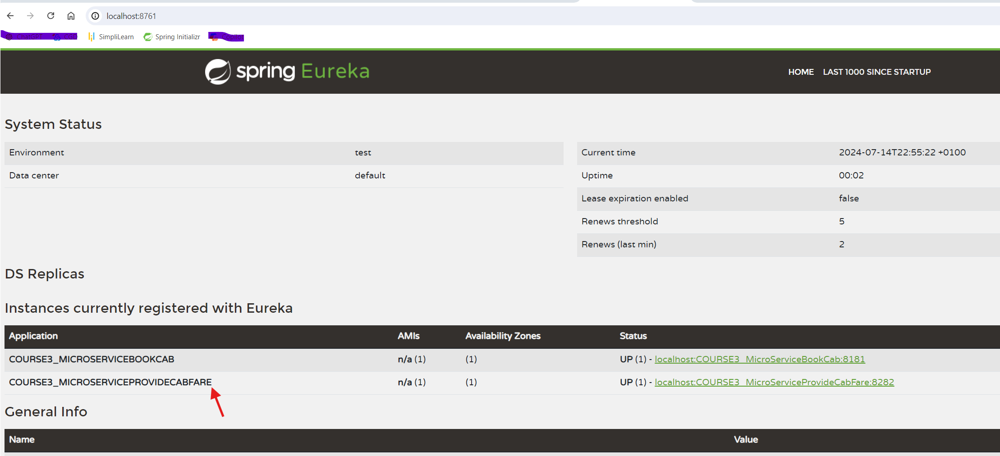 localhost:8761
ChatGPT CGD SimpliLearn Spring Initializr Copilot
spring Eureka HOME LAST 1000 SINCE STARTUP
System Status
Environment test Current time 2024-07-14T22:55:22 +0100
Data center default Uptime 00:02
Lease expiration enabled false
Renews threshold 5
Renews (last min) 2
DS Replicas
Instances currently registered with Eureka
Application AMIs Availability Zones Status
COURSE3_MICROSERVICEBOOKCAB n/a (1) (1) UP (1) - localhost:COURSE3_MicroServiceBookCab:8181
COURSE3_MICROSERVICEPROVIDECABFARE n/a (1) (1) UP (1) - localhost:COURSE3_MicroServiceProvideCabFare:8282
General Info
Name Value